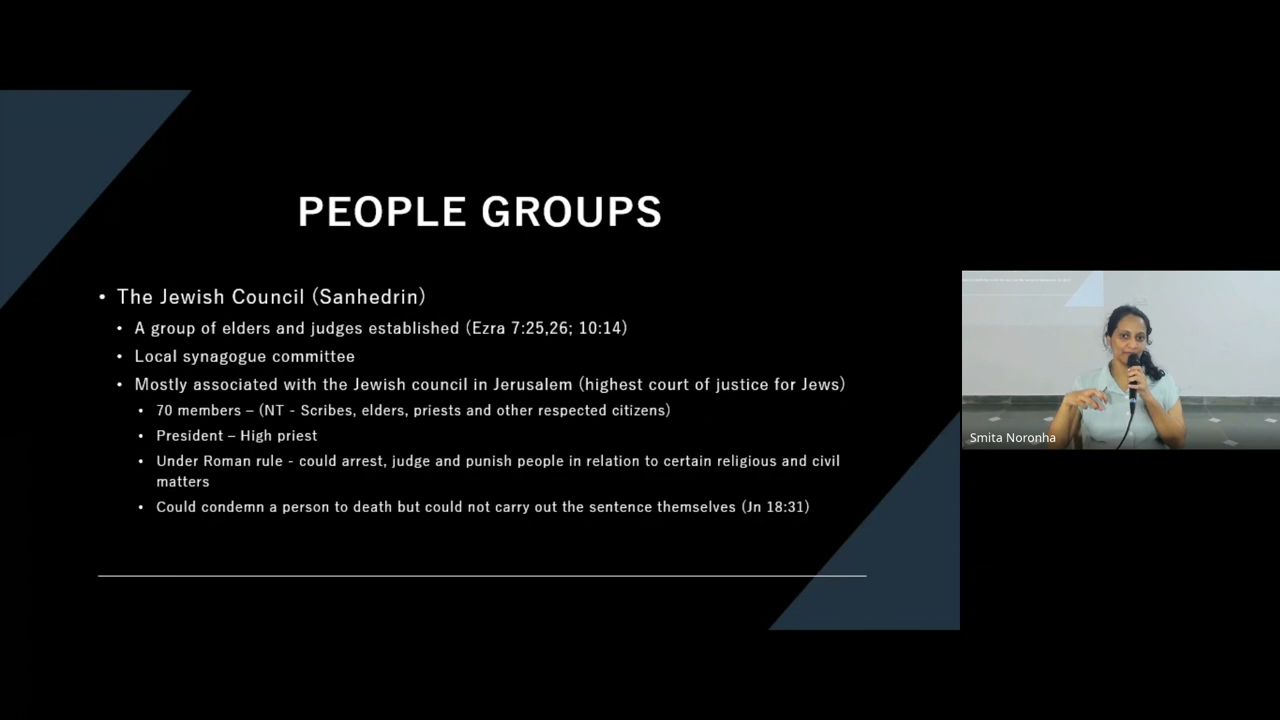 PEOPLE GROUPS
• The Jewish Council (Sanhedrin)
• A group of elders and judges established (Ezra 7:25,26; 10:14)
• Local synagogue committee
• Mostly associated with the Jewish council in Jerusalem (highest court of justice for Jews)
• 70 members – (NT - Scribes, elders, priests and other respected citizens)
• President – High priest
• Under Roman rule - could arrest, judge and punish people in relation to certain religious and civil
matters
• Could condemn a person to death but could not carry out the sentence themselves (Jn 18:31)
Smita Noronha